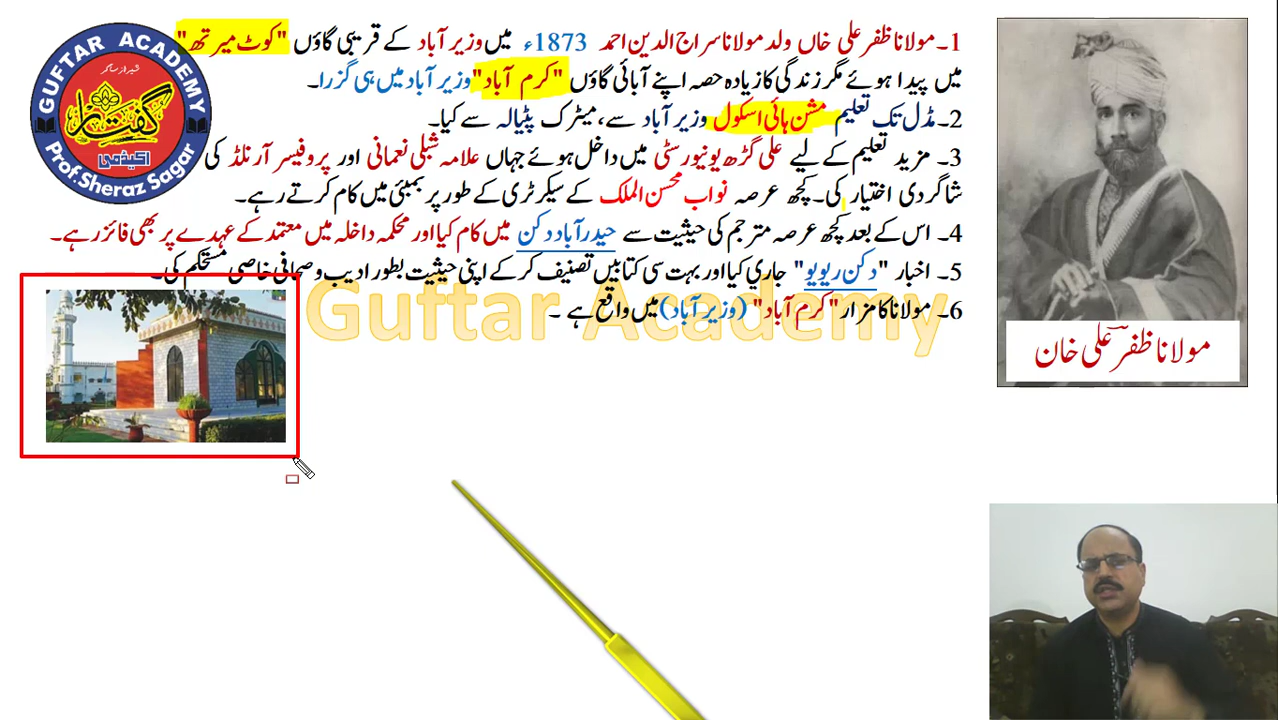 1۔ مولانا ظفر علی خاں ولد مولانا سراج الدین احمد 1873ء میں وزیر آباد کے قریبی گاؤں "کوٹ میرتھ"
میں پیدا ہوئے مگر زندگی کا زیادہ حصہ اپنے آبائی گاؤں "کرم آباد" وزیر آباد میں ہی گزرا۔
2۔ مڈل تک تعلیم مشن ہائی اسکول وزیر آباد سے، میٹرک پٹیالہ سے کیا۔
3۔ مزید تعلیم کے لیے علی گڑھ یونیورسٹی میں داخل ہوئے جہاں علامہ شبلی نعمانی اور پروفیسر آرنلڈ کی
شاگردی اختیار کی۔ کچھ عرصہ نواب محسن الملک کے سیکرٹری کے طور پر بمبئی میں کام کرتے رہے۔
4۔ اس کے بعد کچھ عرصہ مترجم کی حیثیت سے حیدر آباد دکن میں کام کیا اور محکمہ داخلہ میں معتمد کے عہدے پر بھی فائز رہے۔
5۔ اخبار "دکن ریویو" جاری کیا اور بہت سی کتابیں تصنیف کر کے اپنی حیثیت بطور ادیب و صحافی خاصی مستحکم کی۔
6۔ مولانا کا مزار "کرم آباد" (وزیر آباد) میں واقع ہے۔
Guftar Academy
مولانا ظفر علی خان
GUFTAR ACADEMY
شیراز ساگر
گفتار
اکیڈمی
Prof.Sheraz Sagar